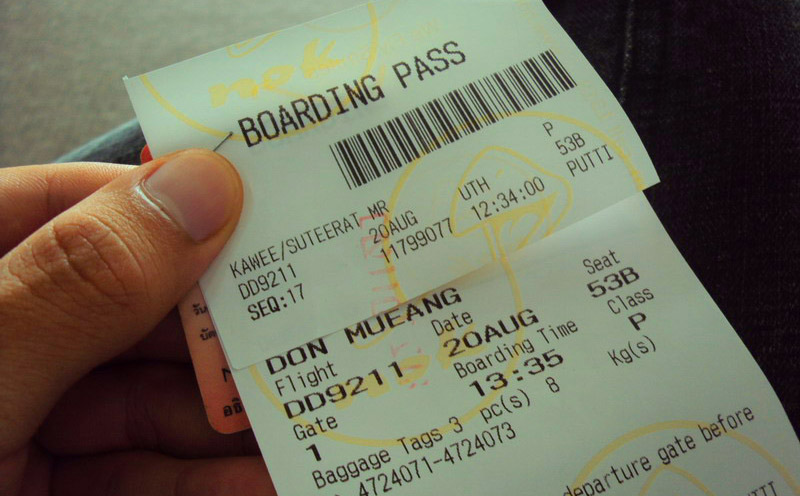 nok
BOARDING PASS
P
53B
PUTTI
UTH
12:34:00
KAWEE/SUTEERAT MR
20AUG
DD9211
11799077
SEQ:17
DON MUEANG
Flight Date Seat
DD9211 20AUG 53B
Gate Boarding Time Class
1 13:35 P
Baggage Tags 3 pc(s) 8 Kg(s)
4724071-4724073
departure gate before